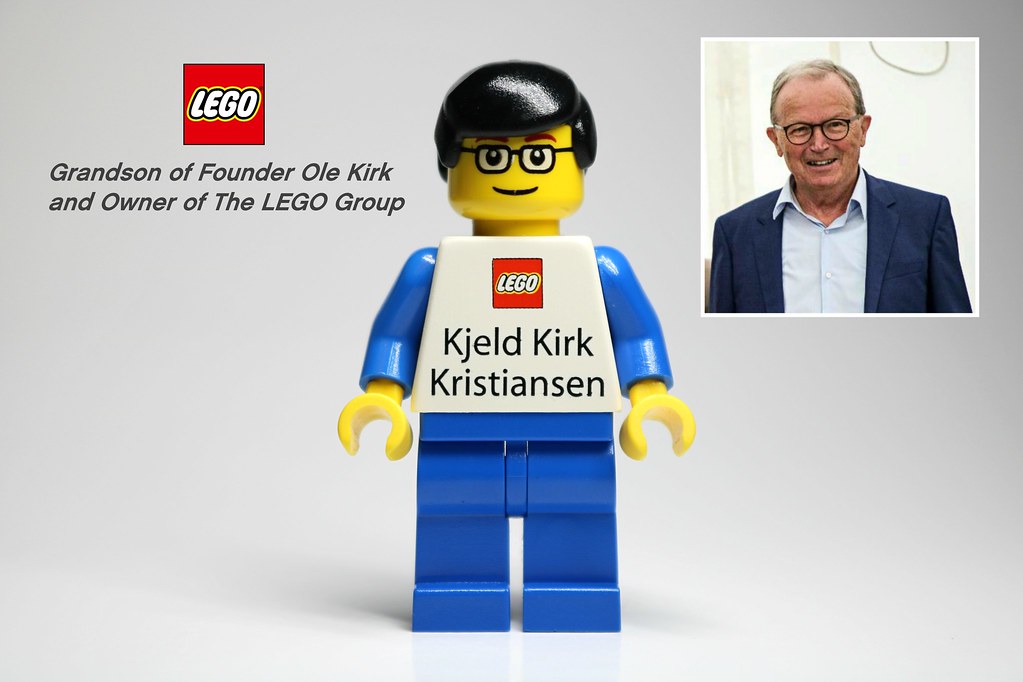 LEGO
Grandson of Founder Ole Kirk
and Owner of The LEGO Group
LEGO
Kjeld Kirk
Kristiansen